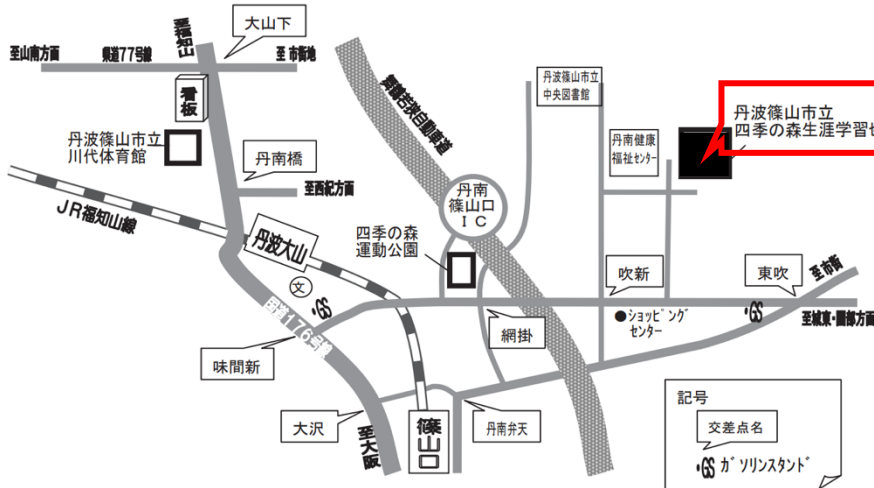 至福知山
大山下
至山南方面
県道77号線
至 市街地
看板
丹波篠山市立
川代体育館
丹南橋
至西紀方面
JR福知山線
丹波大山
舞鶴若狭自動車道
丹南
篠山口
IC
丹波篠山市立
中央図書館
丹南健康
福祉センター
丹波篠山市立
四季の森生涯学習セ
四季の森
運動公園
文
GS
国道176号線
味間新
網掛
吹新
●ショッピング
センター
東吹
GS
至市街
至城東・園部方面
大沢
至大阪
篠山口
丹南弁天
記号
交差点名
・GS ガソリンスタンド